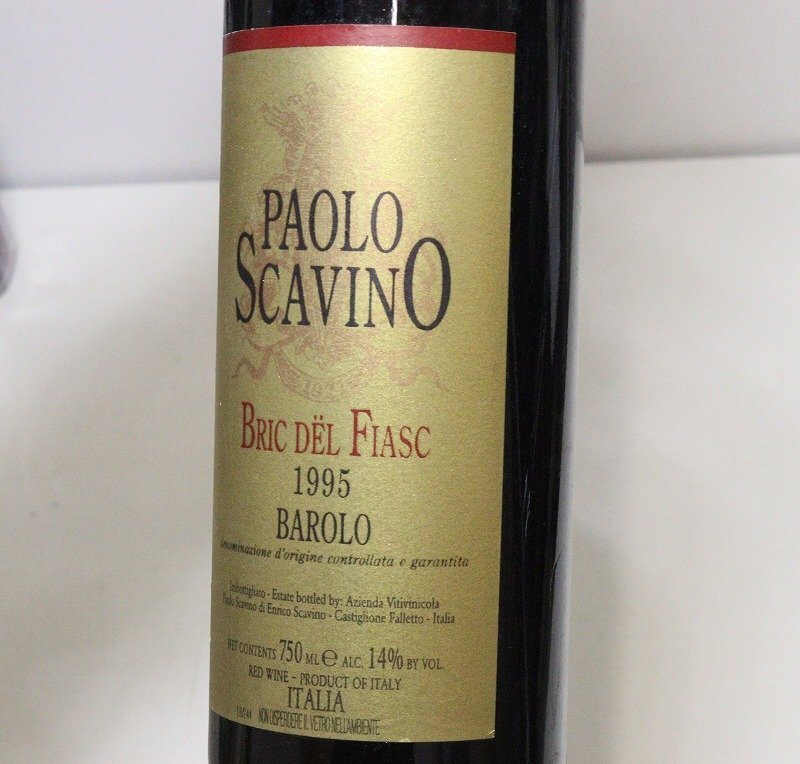 PAOLO
SCAVINO
BRIC DËL FIASC
1995
BAROLO
denominazione d'origine controllata e garantita
Imbottigliato - Estate bottled by: Azienda Vitivinicola
Paolo Scavino di Enrico Scavino - Castiglione Falletto - Italia
NET CONTENTS 750 ML ℮ ALC. 14% BY VOL.
RED WINE - PRODUCT OF ITALY
ITALIA
NON DISPERDERE IL VETRO NELL'AMBIENTE